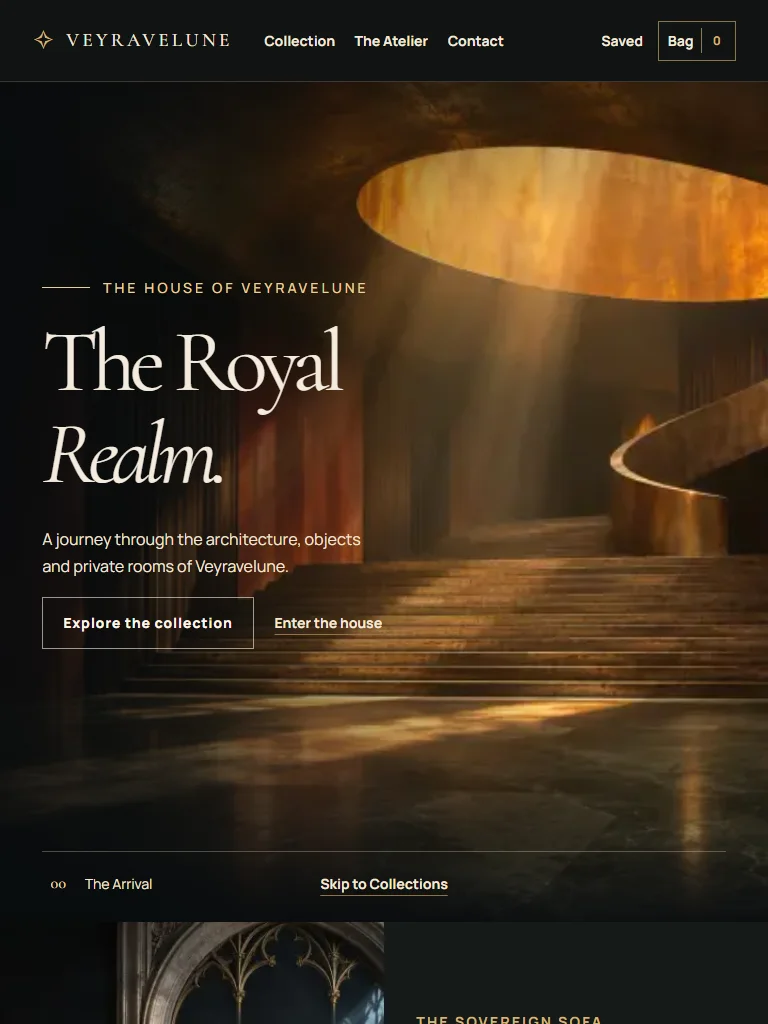 VEYRAVELUNE
Collection
The Atelier
Contact
Saved
Bag
0
THE HOUSE OF VEYRAVELUNE
The Royal
Realm.
A journey through the architecture, objects
and private rooms of Veyravelune.
Explore the collection
Enter the house
00
The Arrival
Skip to Collections
THE SOVEREIGN SOFA